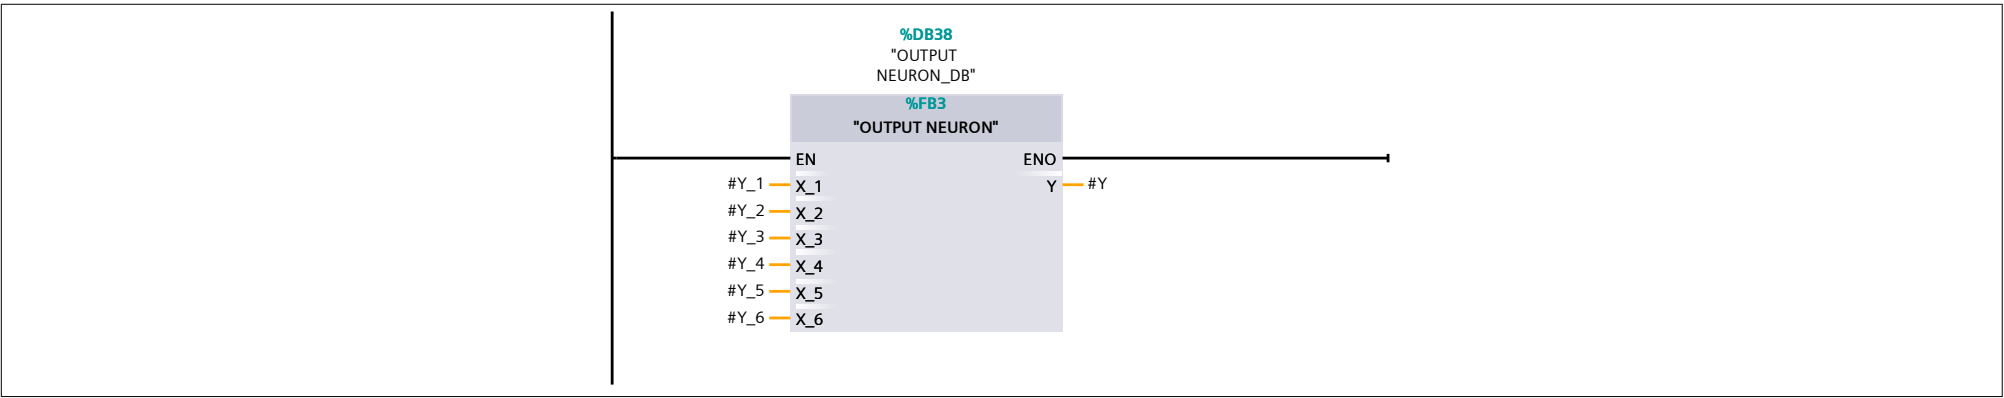 %DB38
"OUTPUT
NEURON_DB"
%FB3
"OUTPUT NEURON"
EN ENO
#Y_1 X_1 Y #Y
#Y_2 X_2
#Y_3 X_3
#Y_4 X_4
#Y_5 X_5
#Y_6 X_6